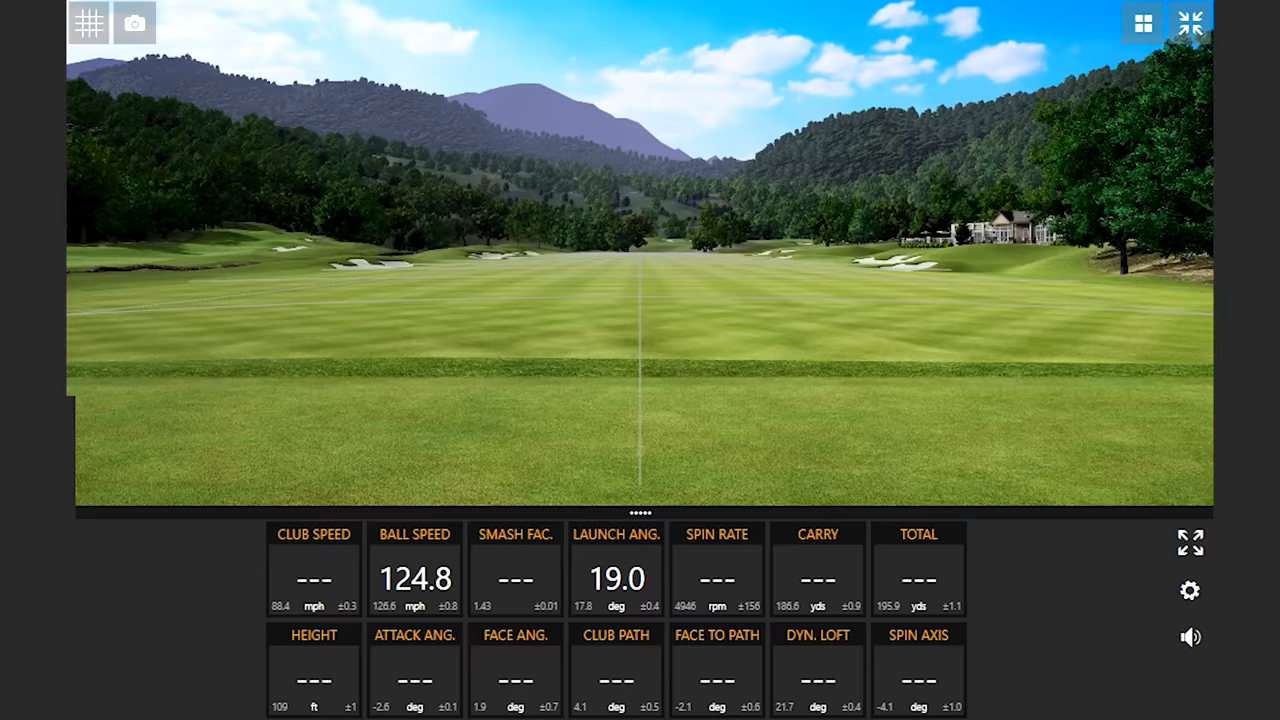 CLUB SPEED BALL SPEED SMASH FAC. LAUNCH ANG. SPIN RATE CARRY TOTAL
--- 124.8 --- 19.0 --- --- ---
88.4 mph ±0.3 126.6 mph ±0.8 1.43 ±0.01 17.8 deg ±0.4 4946 rpm ±156 186.6 yds ±0.9 195.9 yds ±1.1
HEIGHT ATTACK ANG. FACE ANG. CLUB PATH FACE TO PATH DYN. LOFT SPIN AXIS
--- --- --- --- --- --- ---
109 ft ±1 -2.6 deg ±0.1 1.9 deg ±0.7 4.1 deg ±0.5 -2.1 deg ±0.6 21.7 deg ±0.4 -4.1 deg ±1.0